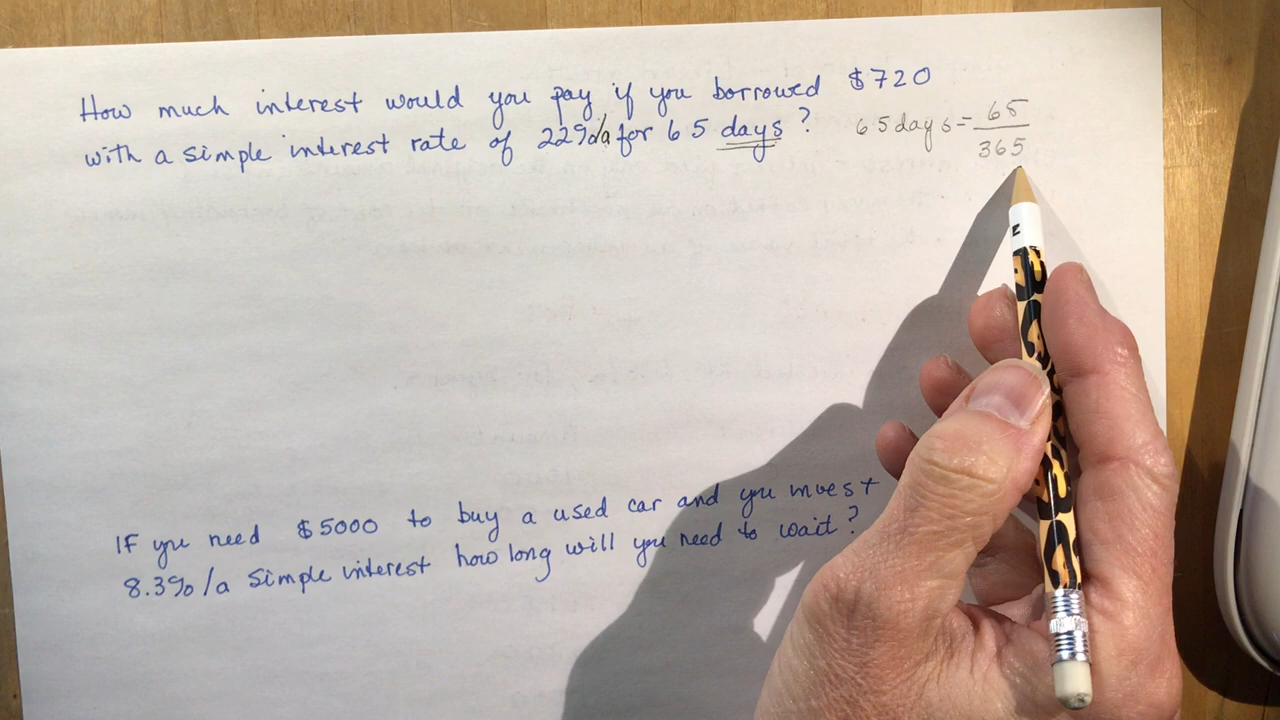 How much interest would you pay if you borrowed $720
with a simple interest rate of 22%/a for 65 days? 65 days = 65
365
If you need $5000 to buy a used car and you invest
8.3%/a simple interest how long will you need to wait?